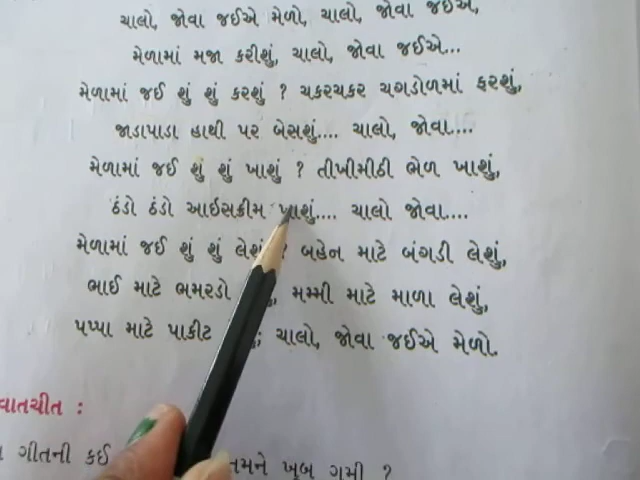 ચાલો, જોવા જઈએ મેળો, ચાલો, જોવા જઈએ,
મેળામાં મજા કરીશું, ચાલો, જોવા જઈએ...
મેળામાં જઈ શું શું કરશું ? ચકરચકર ચગડોળમાં ફરશું,
જાડાપાડા હાથી પર બેસશું.... ચાલો, જોવા....
મેળામાં જઈ શું શું ખાશું ? તીખીમીઠી ભેળ ખાશું,
ઠંડો ઠંડો આઇસક્રીમ ખાશું.... ચાલો જોવા....
મેળામાં જઈ શું શું લેશું ? બહેન માટે બંગડી લેશું,
ભાઈ માટે ભમરડો મમ્મી માટે માળા લેશું,
પપ્પા માટે પાકીટ ચાલો, જોવા જઈએ મેળો.
વાતચીત :
ગીતની કઈ તમને ખૂબ ગમી ?